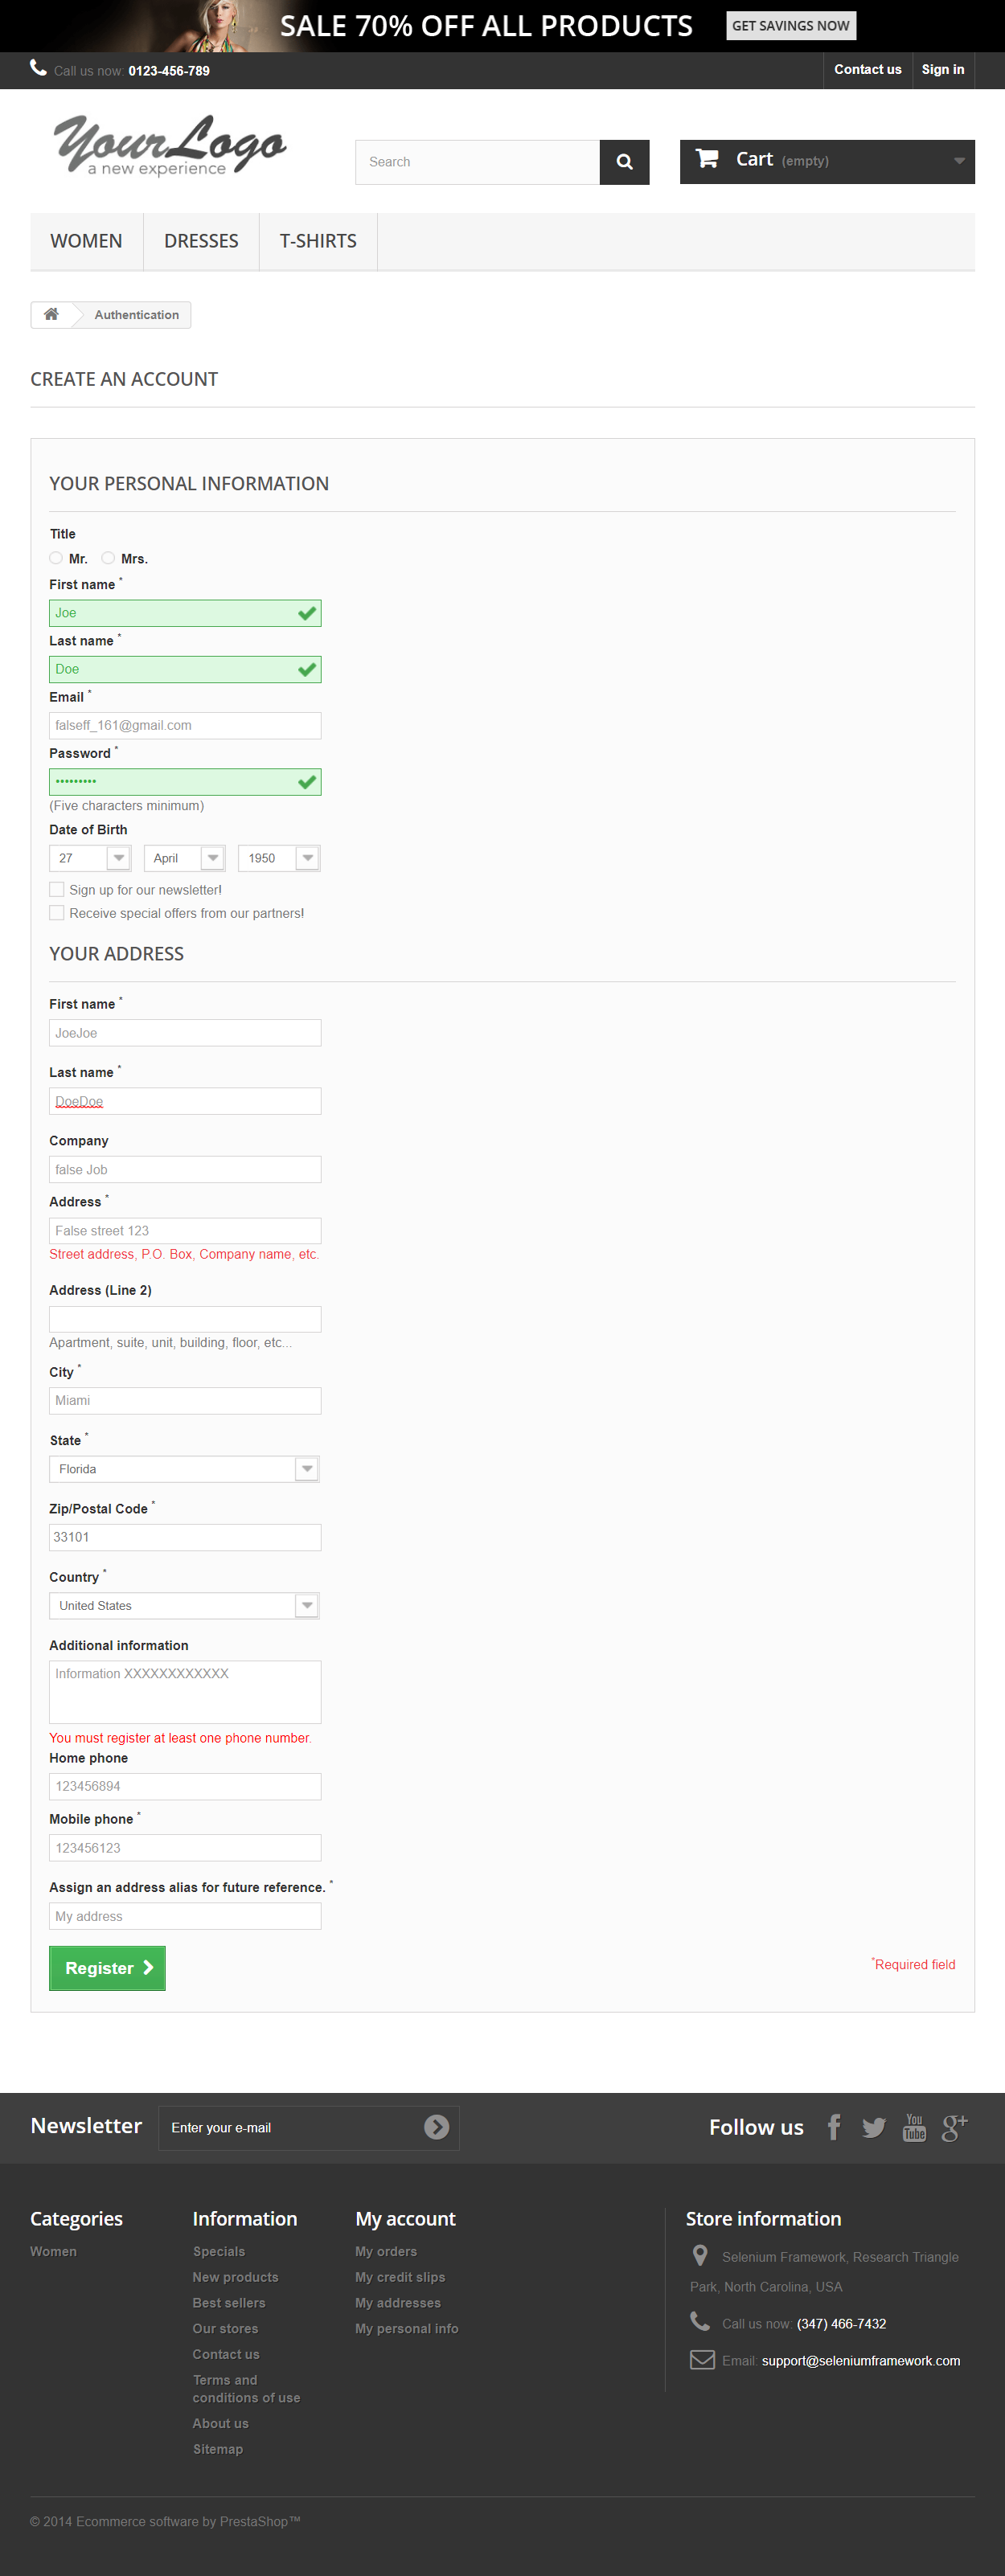 SALE 70% OFF ALL PRODUCTS GET SAVINGS NOW
Call us now: 0123-456-789 Contact us Sign in
YourLogo
a new experience
Search
Cart (empty)
WOMEN DRESSES T-SHIRTS
Authentication
CREATE AN ACCOUNT
YOUR PERSONAL INFORMATION
Title
Mr. Mrs.
First name *
Joe
Last name *
Doe
Email *
falseff_161@gmail.com
Password *
•••••••••
(Five characters minimum)
Date of Birth
27 April 1950
Sign up for our newsletter!
Receive special offers from our partners!
YOUR ADDRESS
First name *
JoeJoe
Last name *
DoeDoe
Company
false Job
Address *
False street 123
Street address, P.O. Box, Company name, etc.
Address (Line 2)
Apartment, suite, unit, building, floor, etc...
City *
Miami
State *
Florida
Zip/Postal Code *
33101
Country *
United States
Additional information
Information XXXXXXXXXXXX
You must register at least one phone number.
Home phone
123456894
Mobile phone *
123456123
Assign an address alias for future reference. *
My address
Register
*Required field
Newsletter Enter your e-mail
Follow us
You
Tube
g+
Categories
Women
Information
Specials
New products
Best sellers
Our stores
Contact us
Terms and
conditions of use
About us
Sitemap
My account
My orders
My credit slips
My addresses
My personal info
Store information
Selenium Framework, Research Triangle
Park, North Carolina, USA
Call us now: (347) 466-7432
Email: support@seleniumframework.com
© 2014 Ecommerce software by PrestaShop™